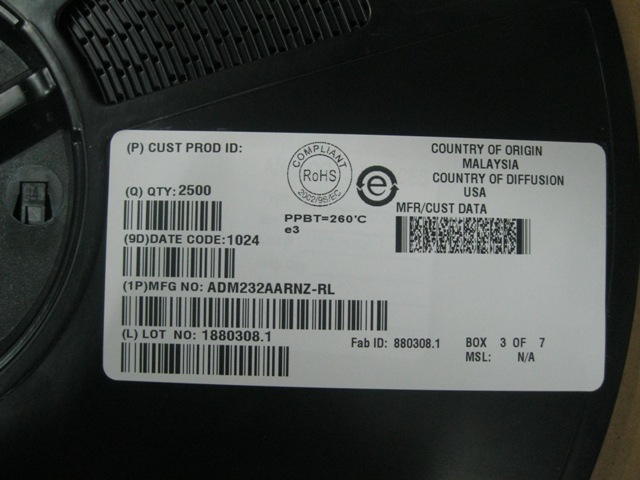 (P) CUST PROD ID:
(Q) QTY: 2500
(9D)DATE CODE:1024
(1P)MFG NO: ADM232AARNZ-RL
(L) LOT NO: 1880308.1
COMPLIANT
RoHS
2002/95/EC
e
PPBT=260'C
e3
COUNTRY OF ORIGIN
MALAYSIA
COUNTRY OF DIFFUSION
USA
MFR/CUST DATA
Fab ID: 880308.1
BOX 3 OF 7
MSL: N/A